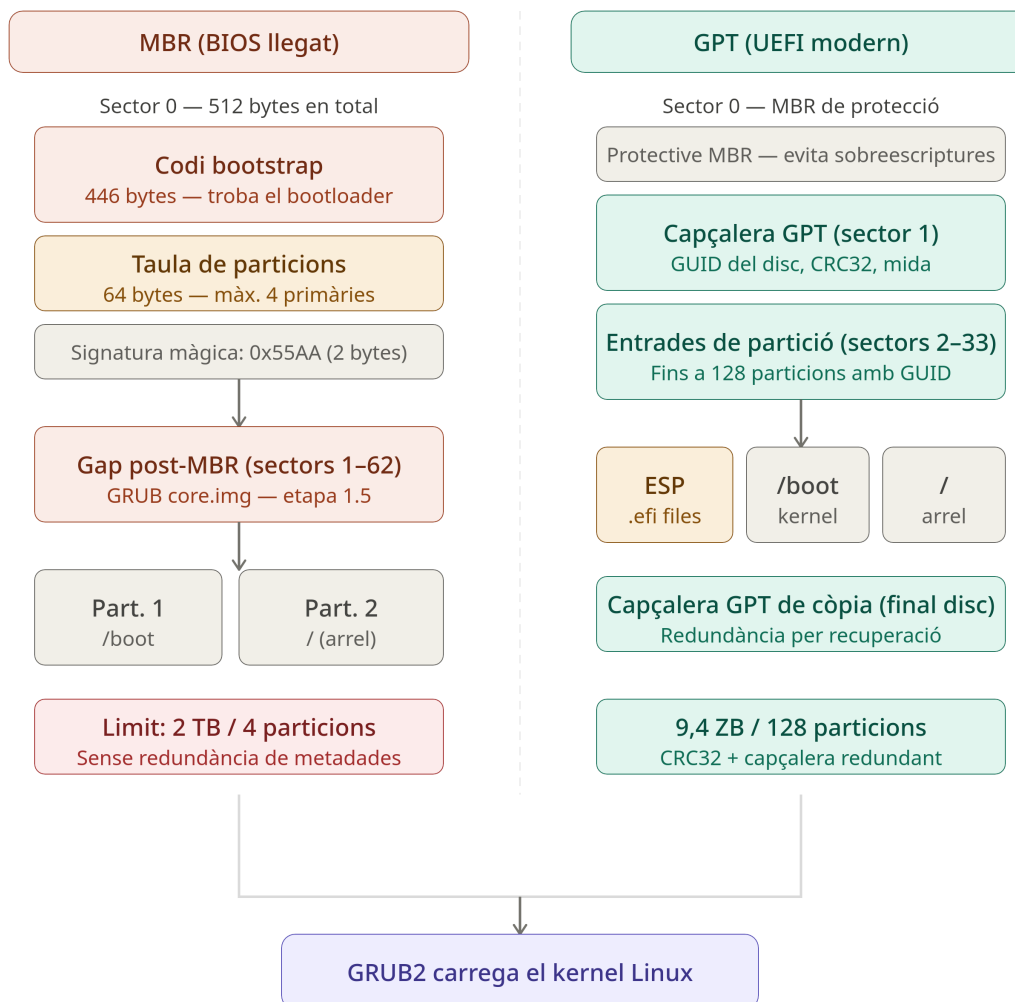 MBR (BIOS llegat)
Sector 0 — 512 bytes en total
Codi bootstrap
446 bytes — troba el bootloader
Taula de particions
64 bytes — màx. 4 primàries
Signatura màgica: 0x55AA (2 bytes)
Gap post-MBR (sectors 1–62)
GRUB core.img — etapa 1.5
Part. 1
/boot
Part. 2
/ (arrel)
Limit: 2 TB / 4 particions
Sense redundància de metadades
GPT (UEFI modern)
Sector 0 — MBR de protecció
Protective MBR — evita sobreescriptures
Capçalera GPT (sector 1)
GUID del disc, CRC32, mida
Entrades de partició (sectors 2–33)
Fins a 128 particions amb GUID
ESP
.efi files
/boot
kernel
/
arrel
Capçalera GPT de còpia (final disc)
Redundància per recuperació
9,4 ZB / 128 particions
CRC32 + capçalera redundant
GRUB2 carrega el kernel Linux